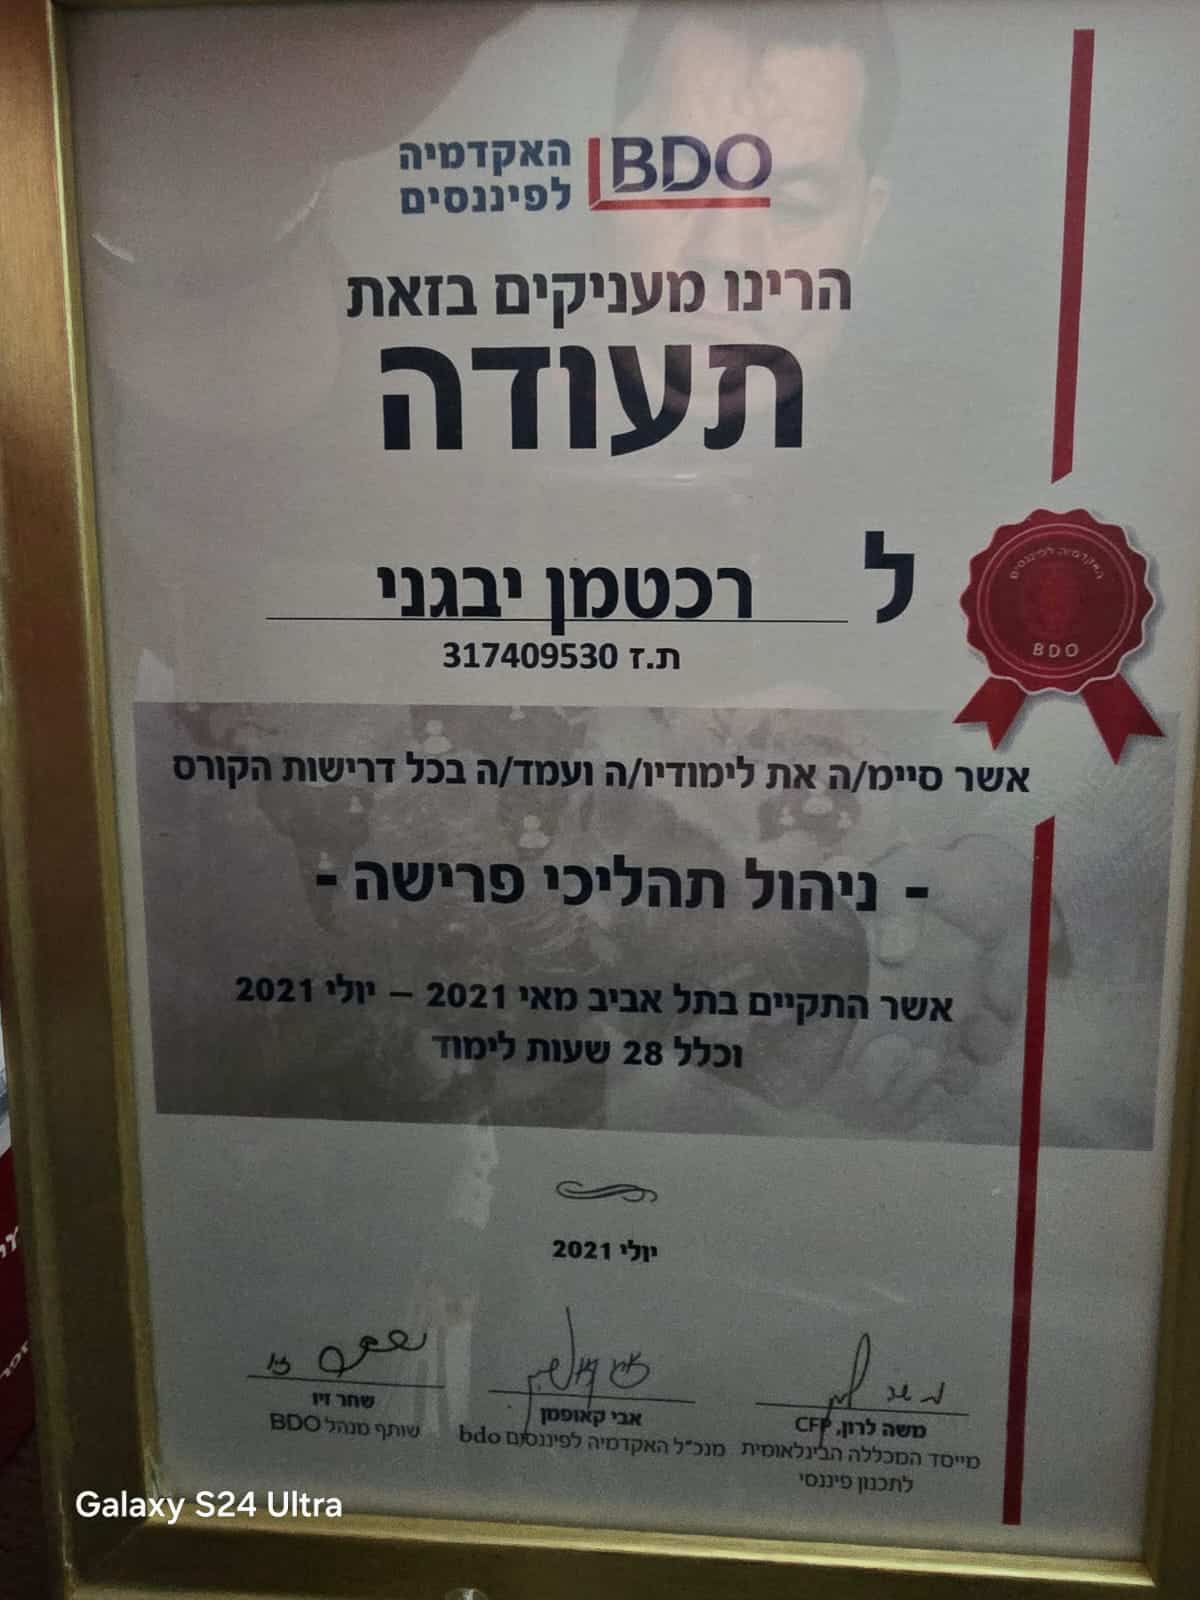 האקדמיה
לפיננסים
BDO
הרינו מעניקים בזאת
תעודה
ל רכטמן יבגני
ת.ז 317409530
האקדמיה לפיננסים
BDO
אשר סיימ/ה את לימודיו/ה ועמד/ה בכל דרישות הקורס
- ניהול תהליכי פרישה -
אשר התקיים בתל אביב מאי 2021 – יולי 2021
וכלל 28 שעות לימוד
יולי 2021
משה לרון, CFP
מייסד המכללה הבינלאומית
לתכנון פיננסי
אבי קאופמן
מנכ"ל האקדמיה לפיננסים bdo
שחר זיו
שותף מנהל BDO
Galaxy S24 Ultra